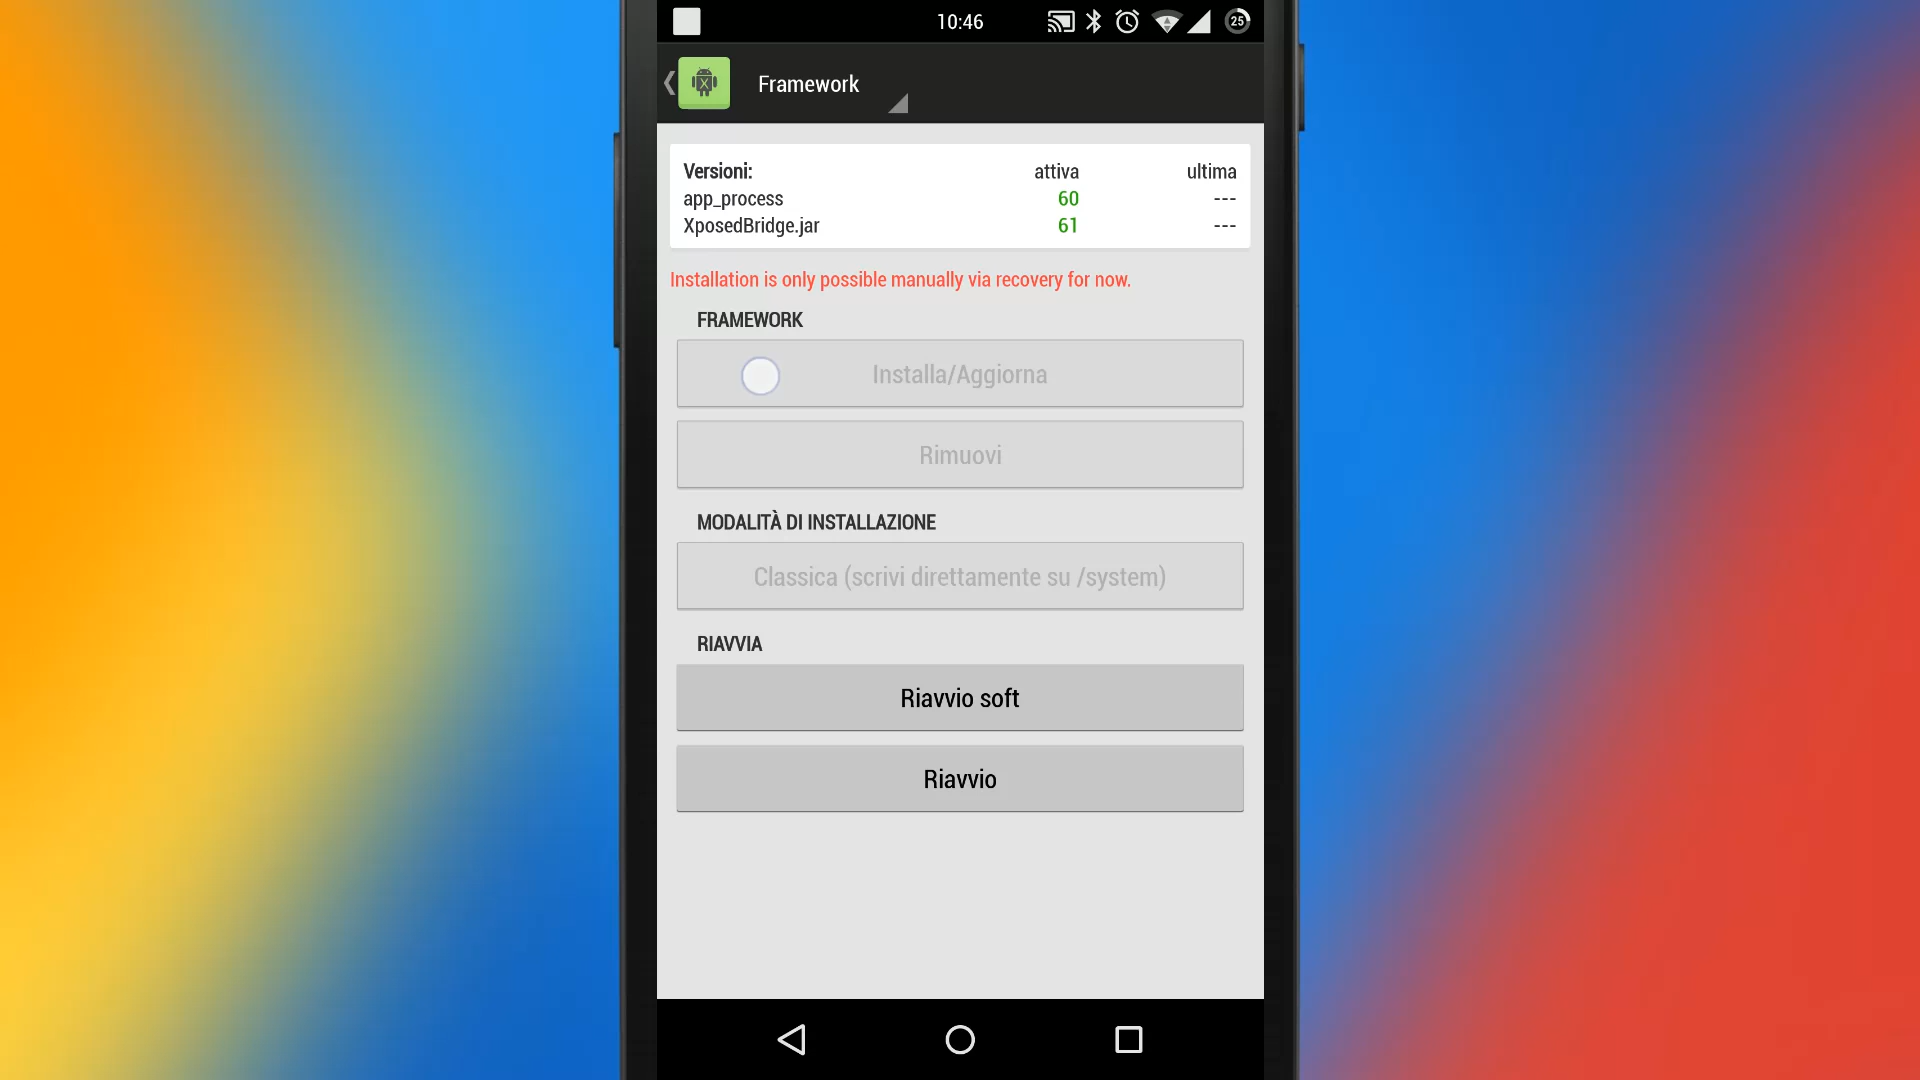 10:46
25
Framework
Versioni: attiva ultima
app_process 60 ---
XposedBridge.jar 61 ---
Installation is only possible manually via recovery for now.
FRAMEWORK
Installa/Aggiorna
Rimuovi
MODALITÀ DI INSTALLAZIONE
Classica (scrivi direttamente su /system)
RIAVVIA
Riavvio soft
Riavvio